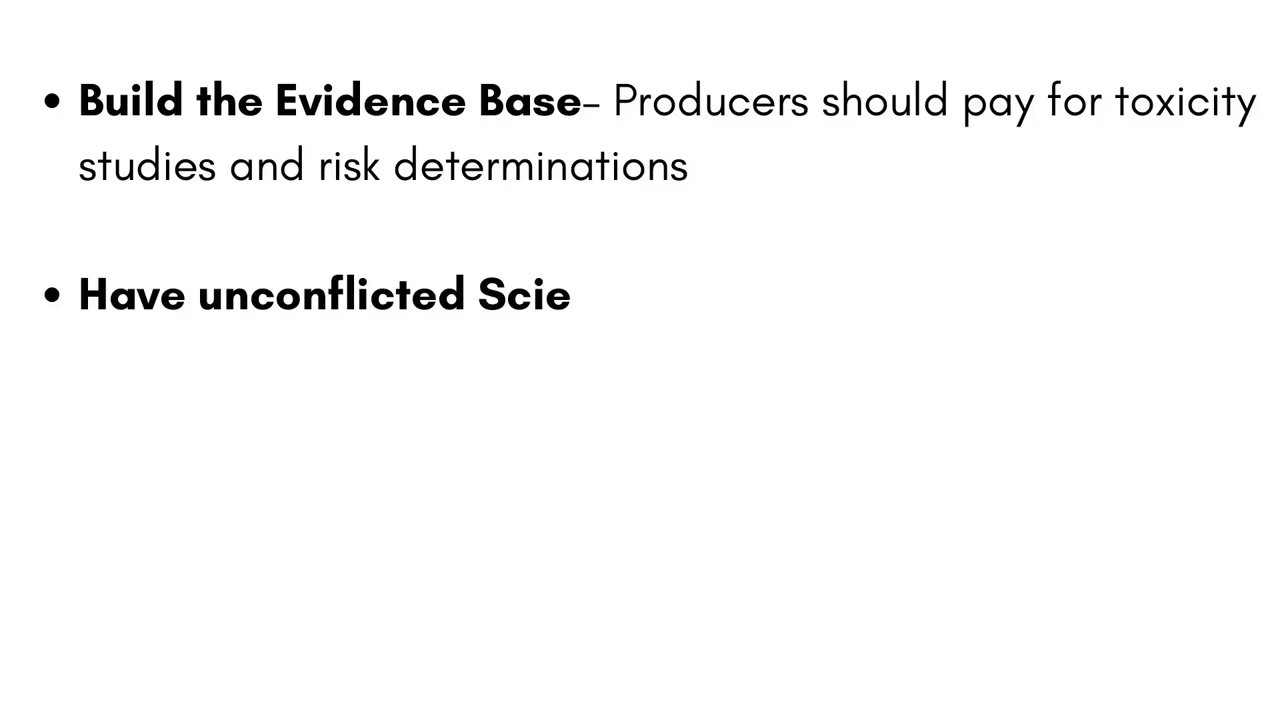 • Build the Evidence Base– Producers should pay for toxicity
studies and risk determinations
• Have unconflicted Scie